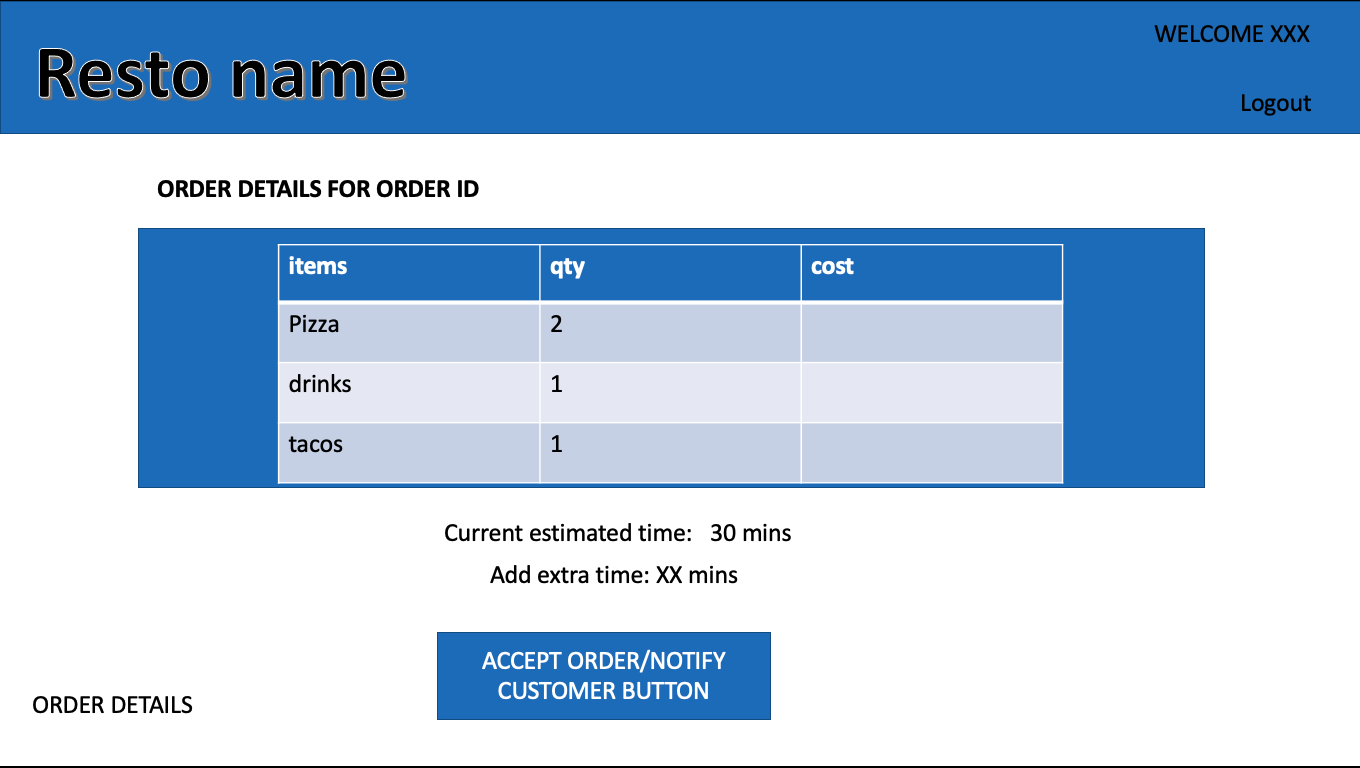 Resto name
WELCOME XXX
Logout
ORDER DETAILS FOR ORDER ID
items qty cost
Pizza 2
drinks 1
tacos 1
Current estimated time: 30 mins
Add extra time: XX mins
ACCEPT ORDER/NOTIFY
CUSTOMER BUTTON
ORDER DETAILS